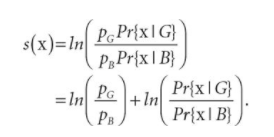 s(x)=ln(p_G Pr{x|G} / p_B Pr{x|B})
=ln(p_G / p_B)+ln(Pr{x|G} / Pr{x|B}).